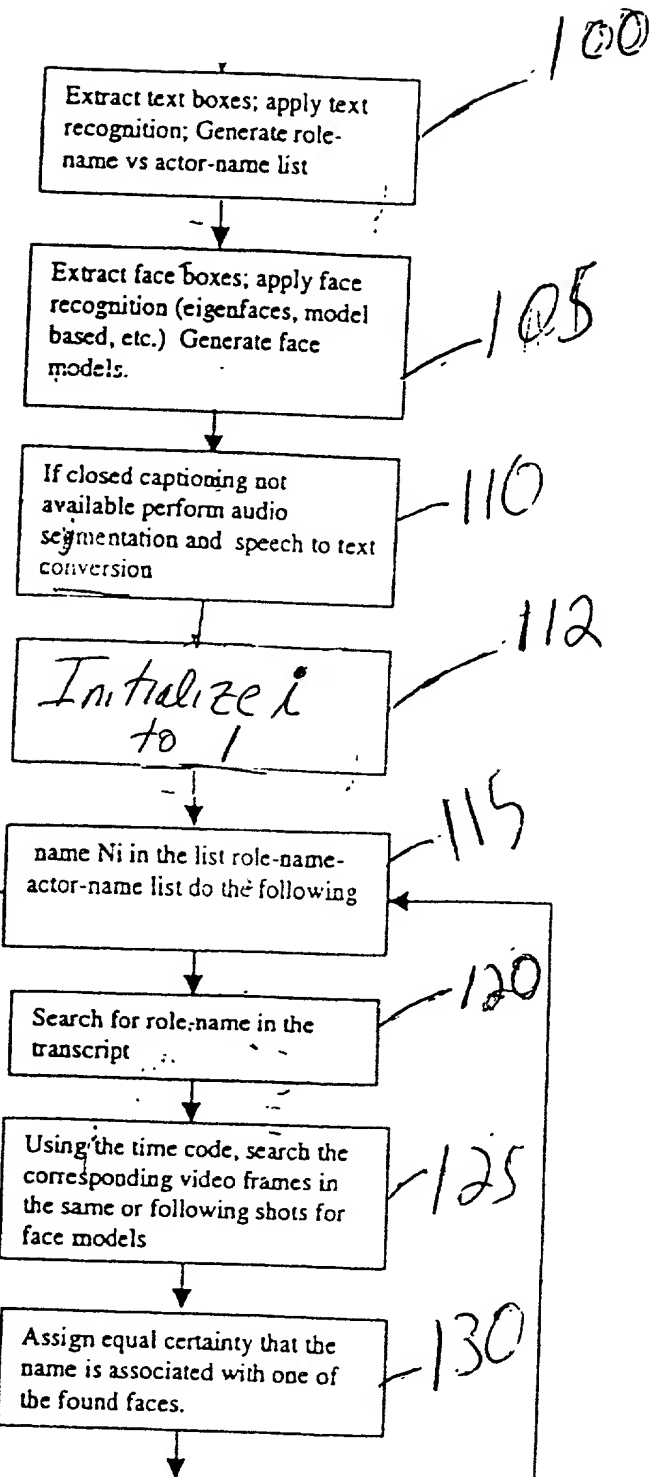 100
Extract text boxes; apply text
recognition; Generate role-
name vs actor-name list
105
Extract face boxes; apply face
recognition (eigenfaces, model
based, etc.) Generate face
models.
110
If closed captioning not
available perform audio
segmentation and speech to text
conversion
112
Initialize i
to 1
115
name Ni in the list role-name-
actor-name list do the following
120
Search for role-name in the
transcript
125
Using the time code, search the
corresponding video frames in
the same or following shots for
face models
130
Assign equal certainty that the
name is associated with one of
the found faces.